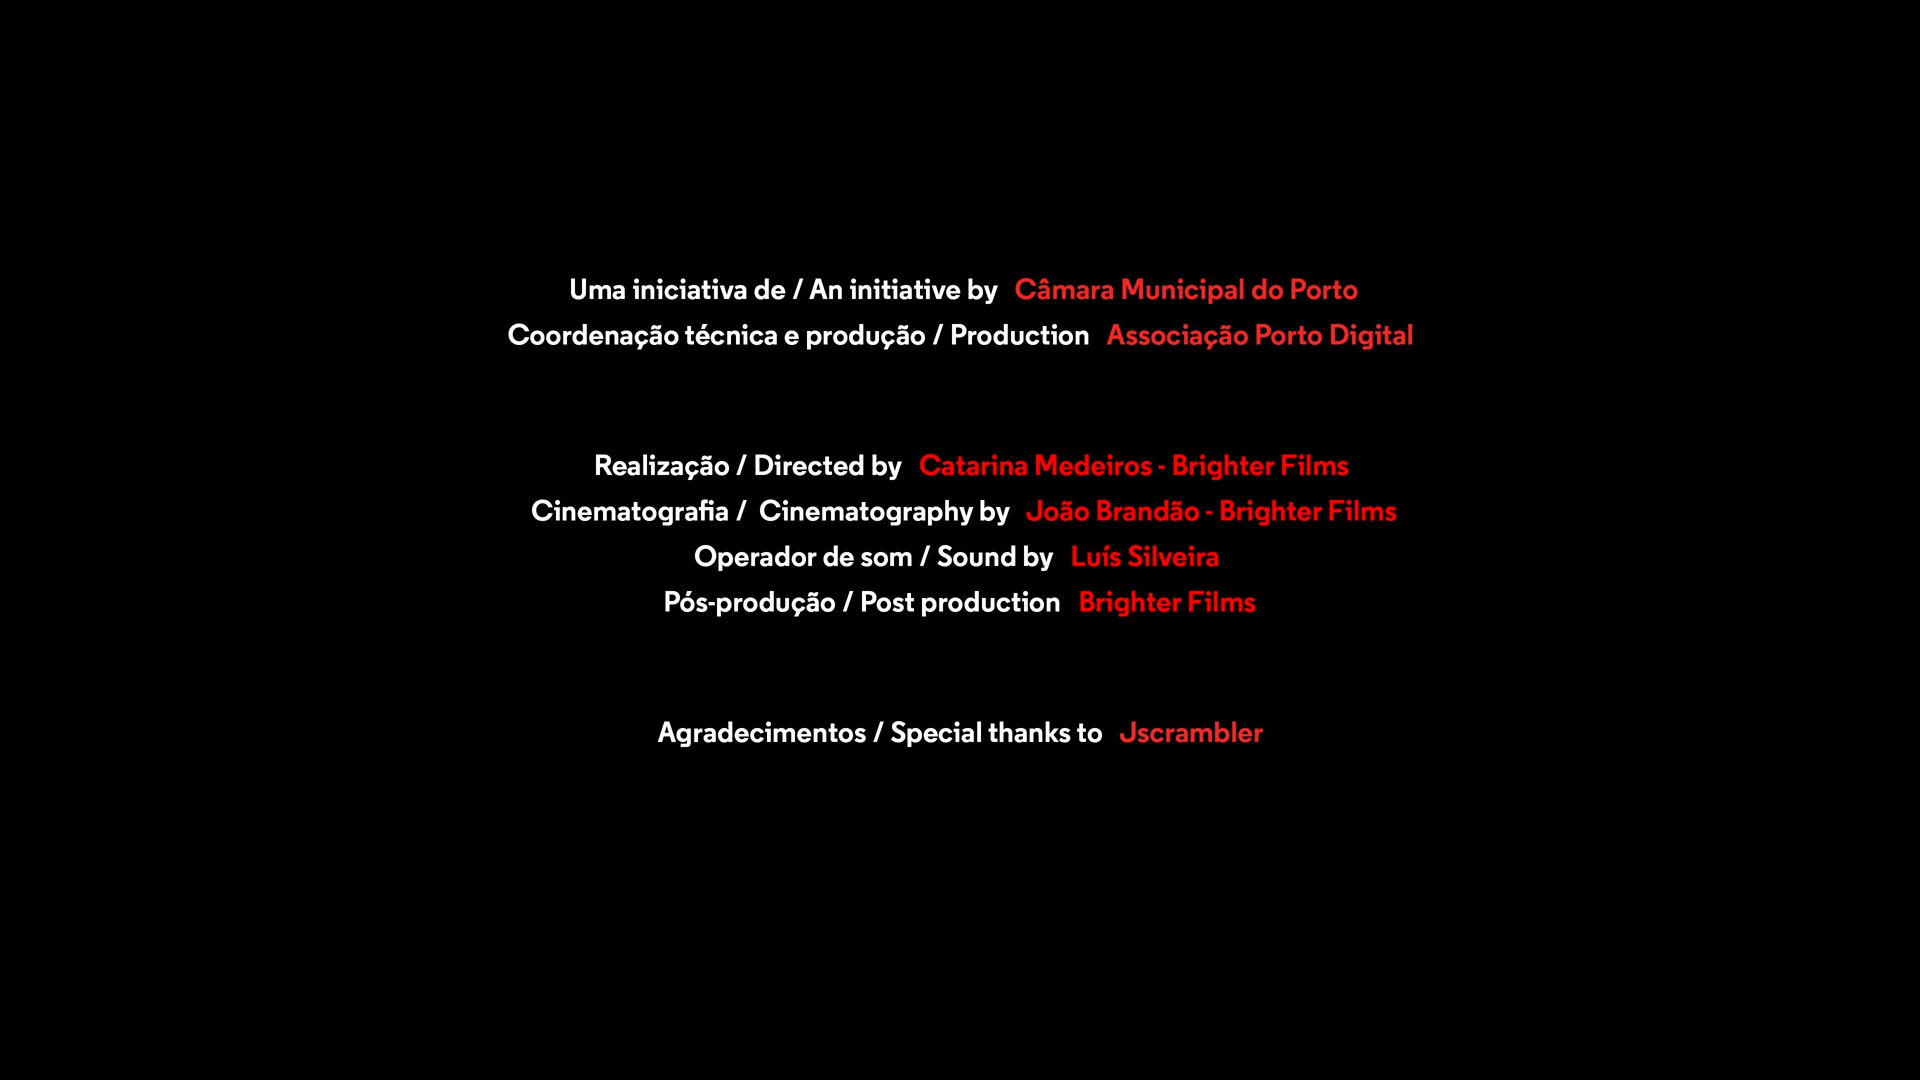 Uma iniciativa de / An initiative by Câmara Municipal do Porto
Coordenação técnica e produção / Production Associação Porto Digital
Realização / Directed by Catarina Medeiros - Brighter Films
Cinematografia / Cinematography by João Brandão - Brighter Films
Operador de som / Sound by Luís Silveira
Pós-produção / Post production Brighter Films
Agradecimentos / Special thanks to Jscrambler